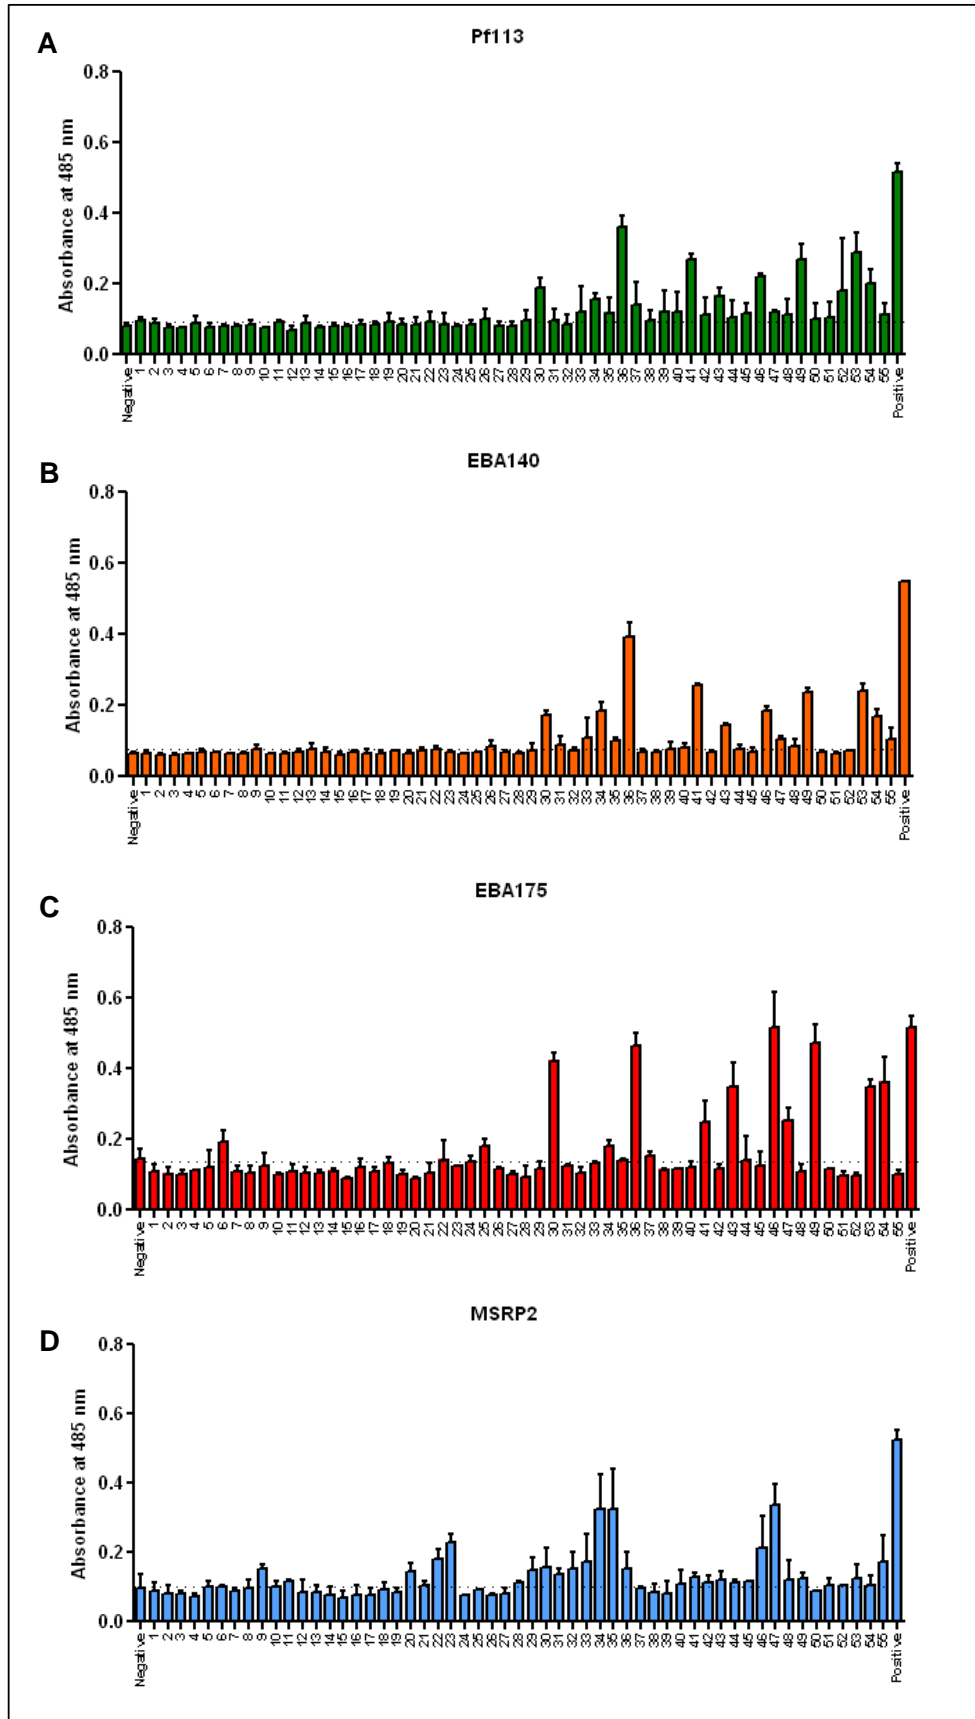 A
Pf113
Absorbance at 485 nm
0.8
0.6
0.4
0.2
0.0
Negative 1 2 3 4 5 6 7 8 9 10 11 12 13 14 15 16 17 18 19 20 21 22 23 24 25 26 27 28 29 30 31 32 33 34 35 36 37 38 39 40 41 42 43 44 45 46 47 48 49 50 51 52 53 54 55 Positive
B
EBA140
Absorbance at 485 nm
0.8
0.6
0.4
0.2
0.0
Negative 1 2 3 4 5 6 7 8 9 10 11 12 13 14 15 16 17 18 19 20 21 22 23 24 25 26 27 28 29 30 31 32 33 34 35 36 37 38 39 40 41 42 43 44 45 46 47 48 49 50 51 52 53 54 55 Positive
C
EBA175
Absorbance at 485 nm
0.8
0.6
0.4
0.2
0.0
Negative 1 2 3 4 5 6 7 8 9 10 11 12 13 14 15 16 17 18 19 20 21 22 23 24 25 26 27 28 29 30 31 32 33 34 35 36 37 38 39 40 41 42 43 44 45 46 47 48 49 50 51 52 53 54 55 Positive
D
MSRP2
Absorbance at 485 nm
0.8
0.6
0.4
0.2
0.0
Negative 1 2 3 4 5 6 7 8 9 10 11 12 13 14 15 16 17 18 19 20 21 22 23 24 25 26 27 28 29 30 31 32 33 34 35 36 37 38 39 40 41 42 43 44 45 46 47 48 49 50 51 52 53 54 55 Positive